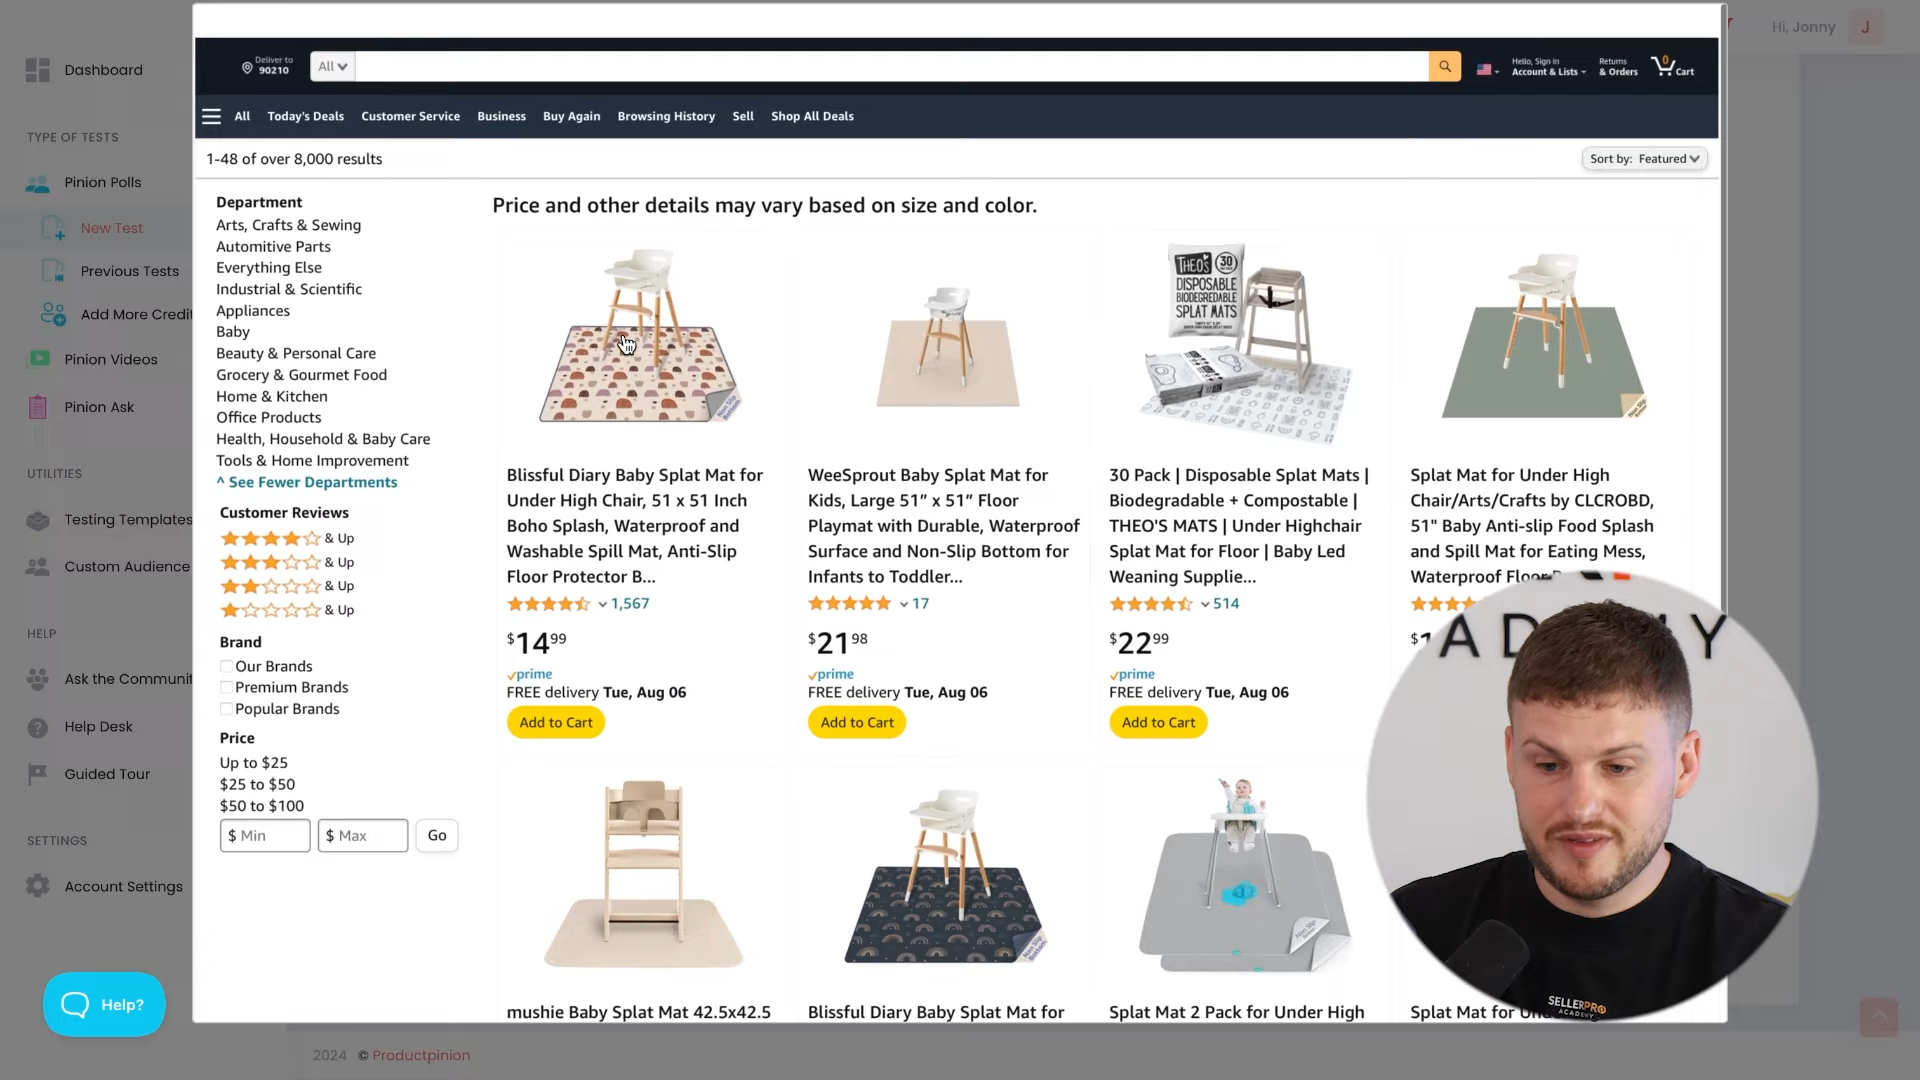 Dashboard
TYPE OF TESTS
Pinion Polls
New Test
Previous Tests
Add More Credit
Pinion Videos
Pinion Ask
UTILITIES
Testing Templates
Custom Audience
HELP
Ask the Communit
Help Desk
Guided Tour
SETTINGS
Account Settings
Help?
Hi, Jonny
J
Deliver to
90210
All
Hello, Sign in
Account & Lists
Returns
& Orders
0
Cart
All
Today's Deals
Customer Service
Business
Buy Again
Browsing History
Sell
Shop All Deals
1-48 of over 8,000 results
Sort by: Featured
Department
Arts, Crafts & Sewing
Automitive Parts
Everything Else
Industrial & Scientific
Appliances
Baby
Beauty & Personal Care
Grocery & Gourmet Food
Home & Kitchen
Office Products
Health, Household & Baby Care
Tools & Home Improvement
^ See Fewer Departments
Customer Reviews
& Up
& Up
& Up
& Up
Brand
Our Brands
Premium Brands
Popular Brands
Price
Up to $25
$25 to $50
$50 to $100
$ Min
$ Max
Go
Price and other details may vary based on size and color.
Non Slip
Bottom
Blissful Diary Baby Splat Mat for
Under High Chair, 51 x 51 Inch
Boho Splash, Waterproof and
Washable Spill Mat, Anti-Slip
Floor Protector B...
1,567
$14 99
prime
FREE delivery Tue, Aug 06
Add to Cart
WeeSprout Baby Splat Mat for
Kids, Large 51” x 51” Floor
Playmat with Durable, Waterproof
Surface and Non-Slip Bottom for
Infants to Toddler...
17
$21 98
prime
FREE delivery Tue, Aug 06
Add to Cart
THEO'S
30
DISPOSABLE
BIODEGRADABLE
SPLAT MATS
30 Pack | Disposable Splat Mats |
Biodegradable + Compostable |
THEO'S MATS | Under Highchair
Splat Mat for Floor | Baby Led
Weaning Supplie...
514
$22 99
prime
FREE delivery Tue, Aug 06
Add to Cart
Splat Mat for Under High
Chair/Arts/Crafts by CLCROBD,
51" Baby Anti-slip Food Splash
and Spill Mat for Eating Mess,
Waterproof Floor
$1
mushie Baby Splat Mat 42.5x42.5
Non Slip
Bottom
Blissful Diary Baby Splat Mat for
Non Slip
Splat Mat 2 Pack for Under High
Splat Mat for
SELLERPRO
ACADEMY
2024 © Productpinion